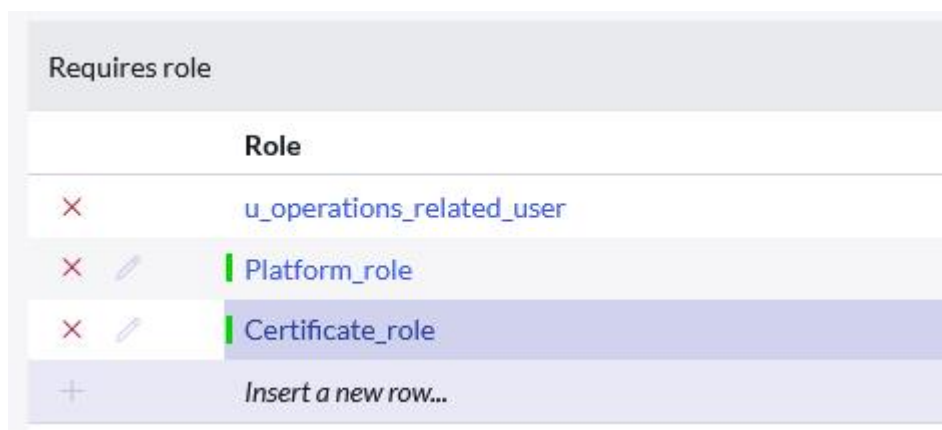 Requires role
Role
u_operations_related_user
Platform_role
Certificate_role
Insert a new row...